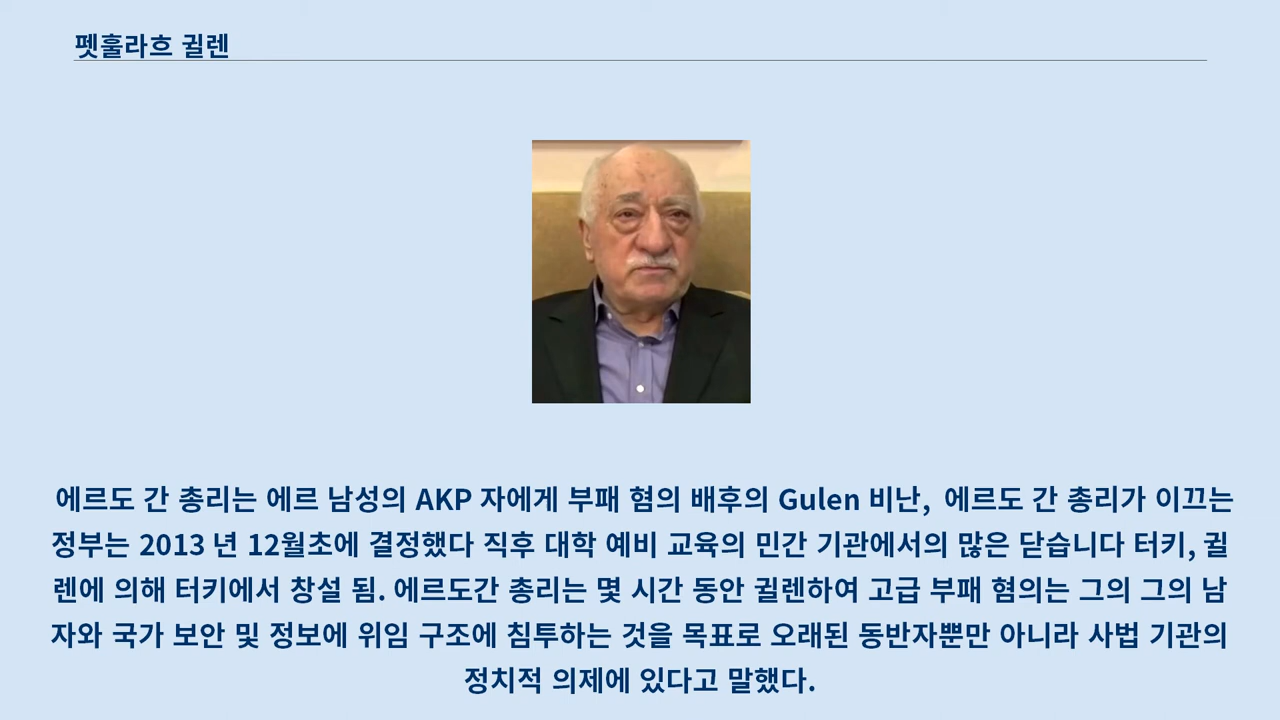 펫훌라흐 귈렌
에르도 간 총리는 에르 남성의 AKP 자에게 부패 혐의 배후의 Gulen 비난, 에르도 간 총리가 이끄는
정부는 2013 년 12월초에 결정했다 직후 대학 예비 교육의 민간 기관에서의 많은 닫습니다 터키, 귈
렌에 의해 터키에서 창설 됨. 에르도간 총리는 몇 시간 동안 귈렌하여 고급 부패 혐의는 그의 그의 남
자와 국가 보안 및 정보에 위임 구조에 침투하는 것을 목표로 오래된 동반자뿐만 아니라 사법 기관의
정치적 의제에 있다고 말했다.